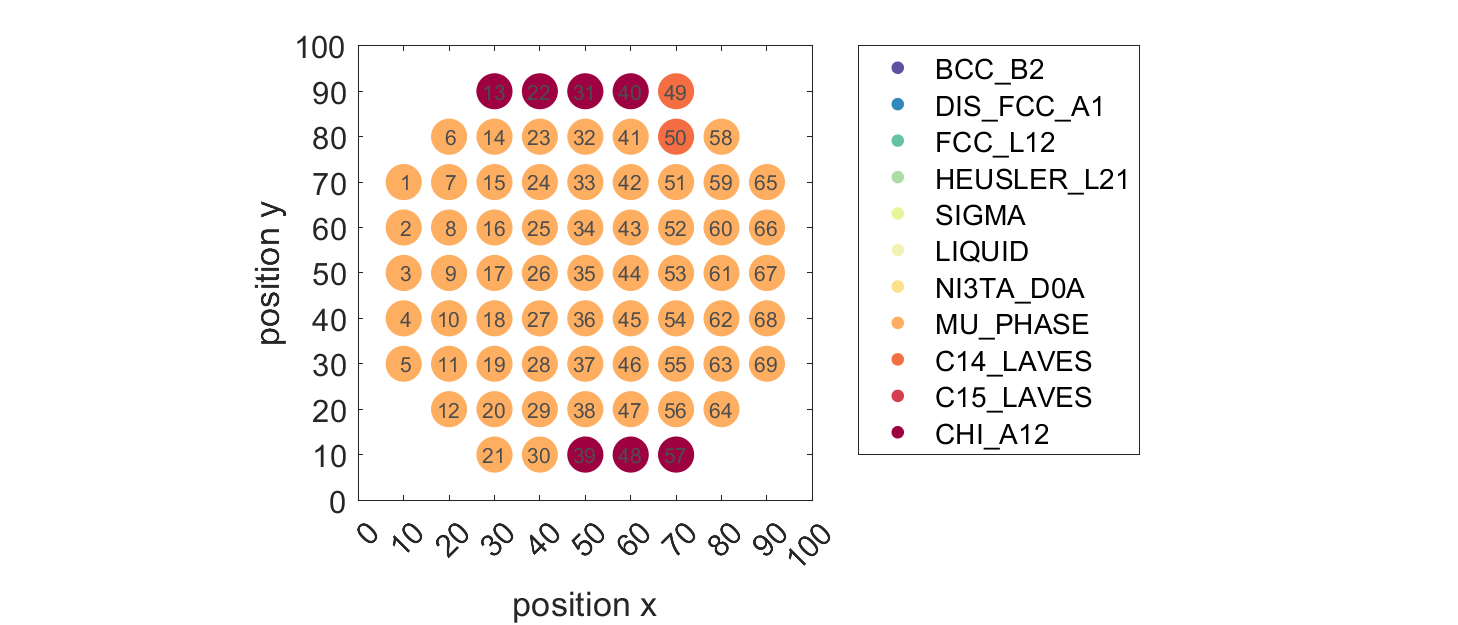 100
90
80
70
60
50
40
30
20
10
0
position y
13 22 31 40 49
6 14 23 32 41 50 58
1 7 15 24 33 42 51 59 65
2 8 16 25 34 43 52 60 66
3 9 17 26 35 44 53 61 67
4 10 18 27 36 45 54 62 68
5 11 19 28 37 46 55 63 69
12 20 29 38 47 56 64
21 30 39 48 57
0 10 20 30 40 50 60 70 80 90 100
position x
BCC_B2
DIS_FCC_A1
FCC_L12
HEUSLER_L21
SIGMA
LIQUID
NI3TA_D0A
MU_PHASE
C14_LAVES
C15_LAVES
CHI_A12